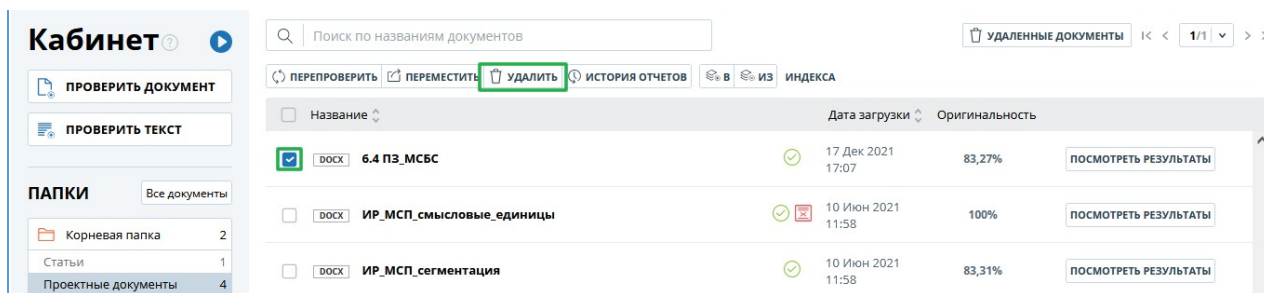 Кабинет
ПРОВЕРИТЬ ДОКУМЕНТ
ПРОВЕРИТЬ ТЕКСТ
ПАПКИ Все документы
Корневая папка 2
Статьи 1
Проектные документы 4
Поиск по названиям документов
УДАЛЕННЫЕ ДОКУМЕНТЫ |< < 1/1 > >
ПЕРЕПРОВЕРИТЬ ПЕРЕМЕСТИТЬ УДАЛИТЬ ИСТОРИЯ ОТЧЕТОВ В ИЗ ИНДЕКСА
Название Дата загрузки Оригинальность
DOCX 6.4 ПЗ_МСБС 17 Дек 2021 83,27% ПОСМОТРЕТЬ РЕЗУЛЬТАТЫ
17:07
DOCX ИР_МСП_смысловые_единицы 10 Июн 2021 100% ПОСМОТРЕТЬ РЕЗУЛЬТАТЫ
11:58
DOCX ИР_МСП_сегментация 10 Июн 2021 83,31% ПОСМОТРЕТЬ РЕЗУЛЬТАТЫ
11:58